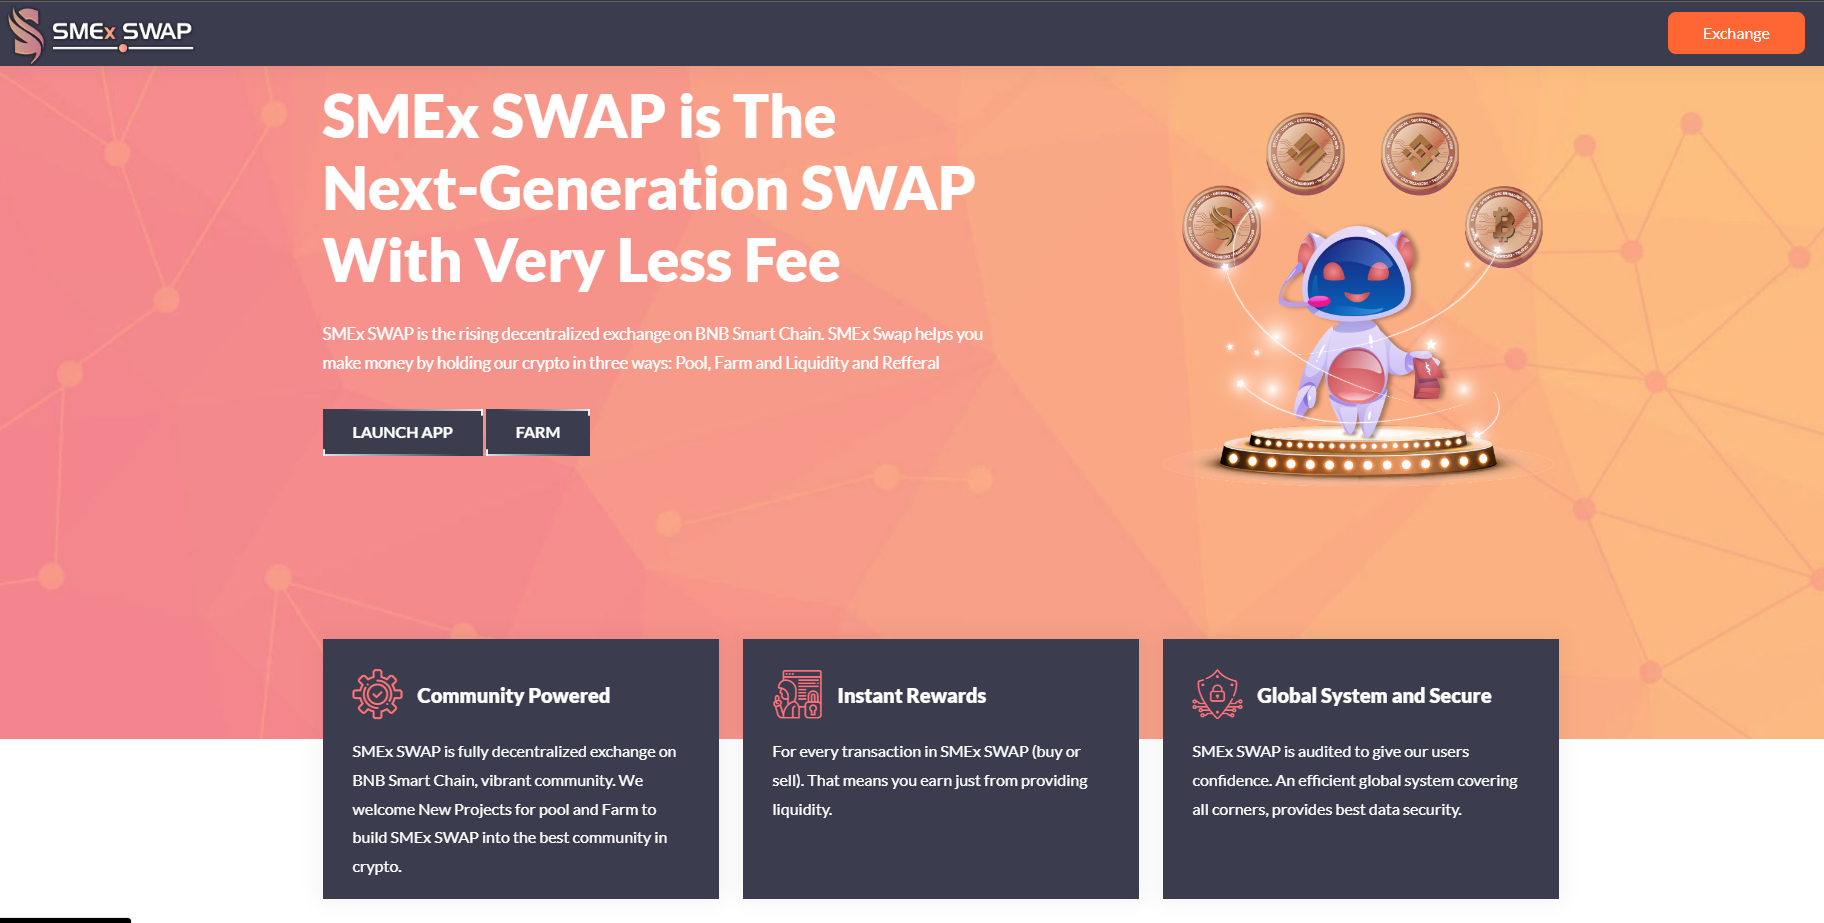 SMEx SWAP
Exchange
SMEx SWAP is The
Next-Generation SWAP
With Very Less Fee
SMEx SWAP is the rising decentralized exchange on BNB Smart Chain. SMEx Swap helps you
make money by holding our crypto in three ways: Pool, Farm and Liquidity and Refferal
LAUNCH APP
FARM
Community Powered
SMEx SWAP is fully decentralized exchange on
BNB Smart Chain, vibrant community. We
welcome New Projects for pool and Farm to
build SMEx SWAP into the best community in
crypto.
Instant Rewards
For every transaction in SMEx SWAP (buy or
sell). That means you earn just from providing
liquidity.
Global System and Secure
SMEx SWAP is audited to give our users
confidence. An efficient global system covering
all corners, provides best data security.